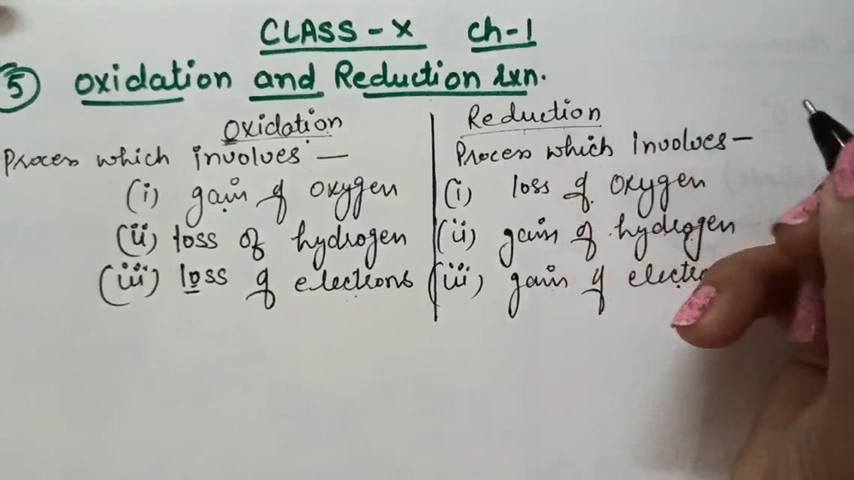 CLASS - X ch-1
5 oxidation and Reduction rxn.
Oxidation
Process which involves —
(i) gain of oxygen
(ii) loss of hydrogen
(iii) loss of electrons
Reduction
Process which involves —
(i) loss of oxygen
(ii) gain of hydrogen
(iii) gain of